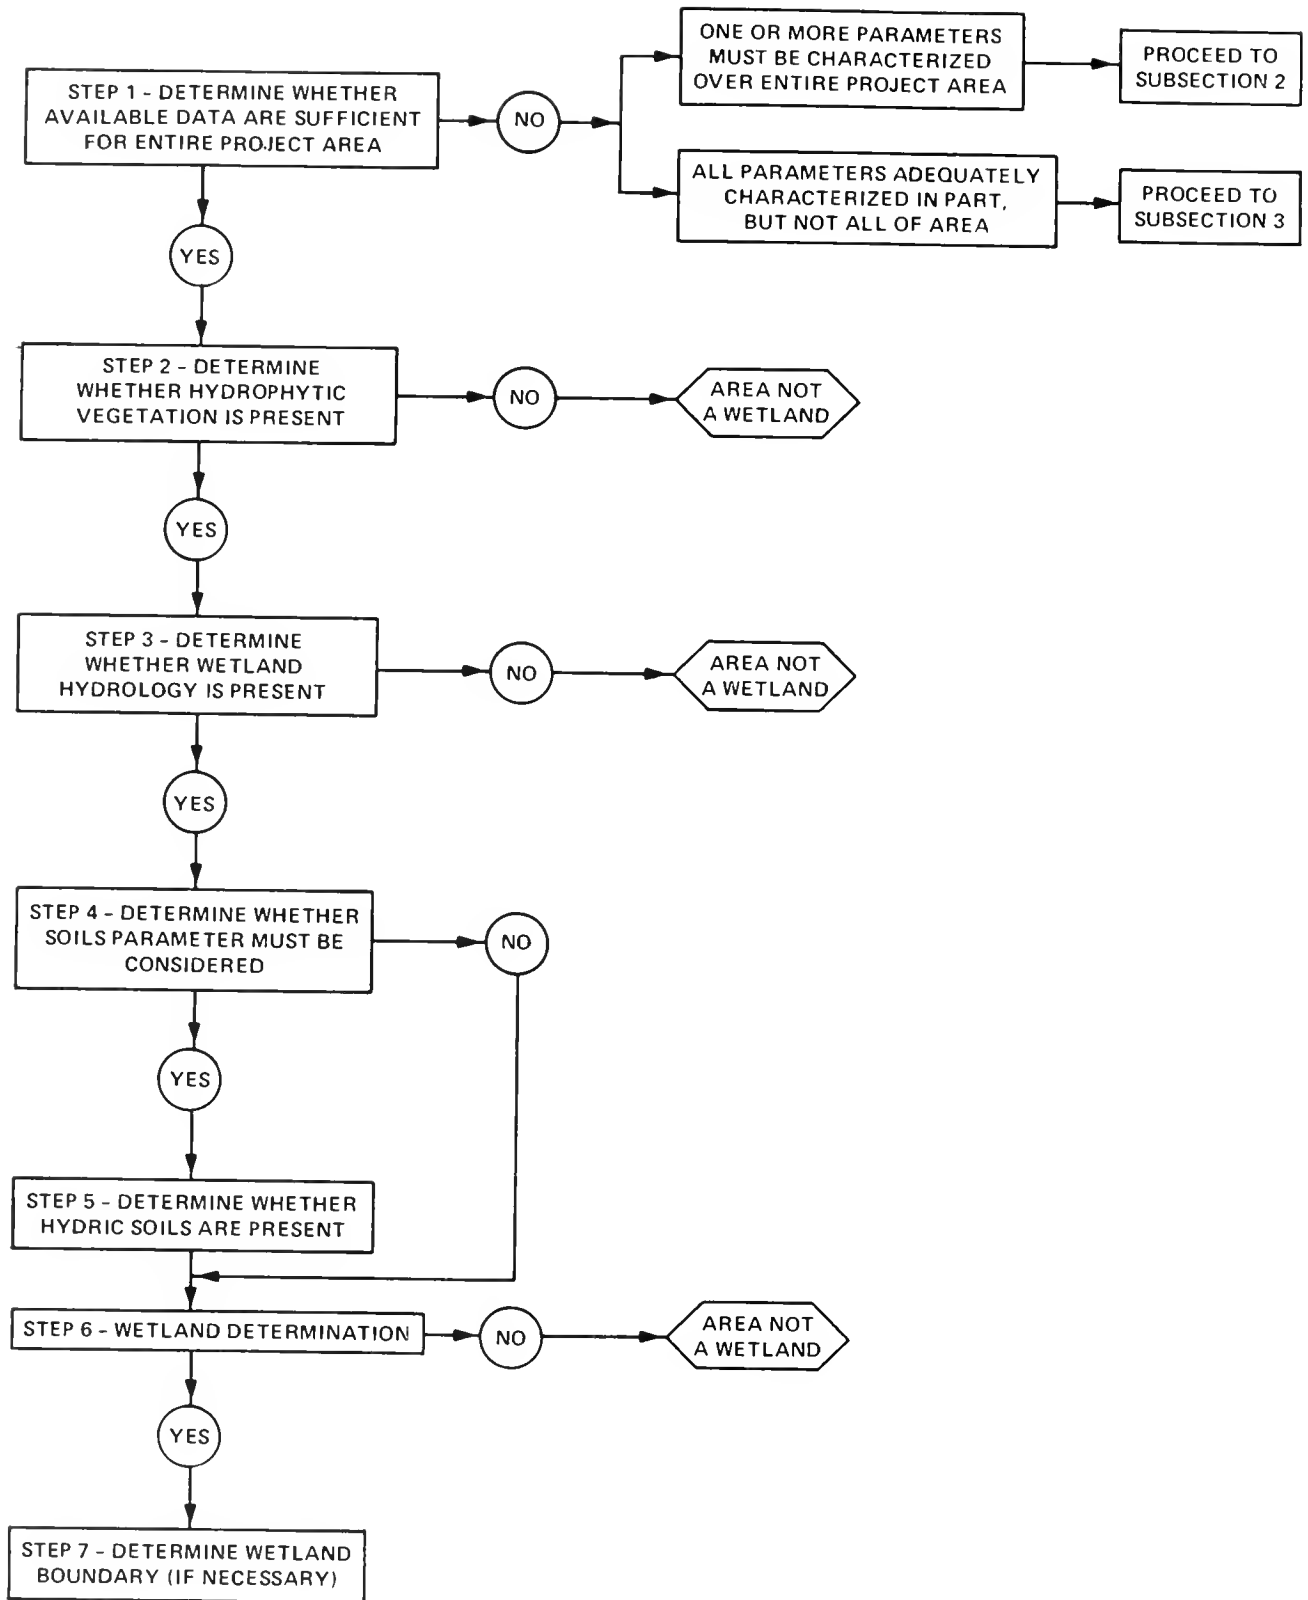 STEP 1 - DETERMINE WHETHER
AVAILABLE DATA ARE SUFFICIENT
FOR ENTIRE PROJECT AREA
NO
ONE OR MORE PARAMETERS
MUST BE CHARACTERIZED
OVER ENTIRE PROJECT AREA
PROCEED TO
SUBSECTION 2
ALL PARAMETERS ADEQUATELY
CHARACTERIZED IN PART,
BUT NOT ALL OF AREA
PROCEED TO
SUBSECTION 3
YES
STEP 2 - DETERMINE
WHETHER HYDROPHYTIC
VEGETATION IS PRESENT
NO
AREA NOT
A WETLAND
YES
STEP 3 - DETERMINE
WHETHER WETLAND
HYDROLOGY IS PRESENT
NO
AREA NOT
A WETLAND
YES
STEP 4 - DETERMINE WHETHER
SOILS PARAMETER MUST BE
CONSIDERED
NO
YES
STEP 5 - DETERMINE WHETHER
HYDRIC SOILS ARE PRESENT
STEP 6 - WETLAND DETERMINATION
NO
AREA NOT
A WETLAND
YES
STEP 7 - DETERMINE WETLAND
BOUNDARY (IF NECESSARY)